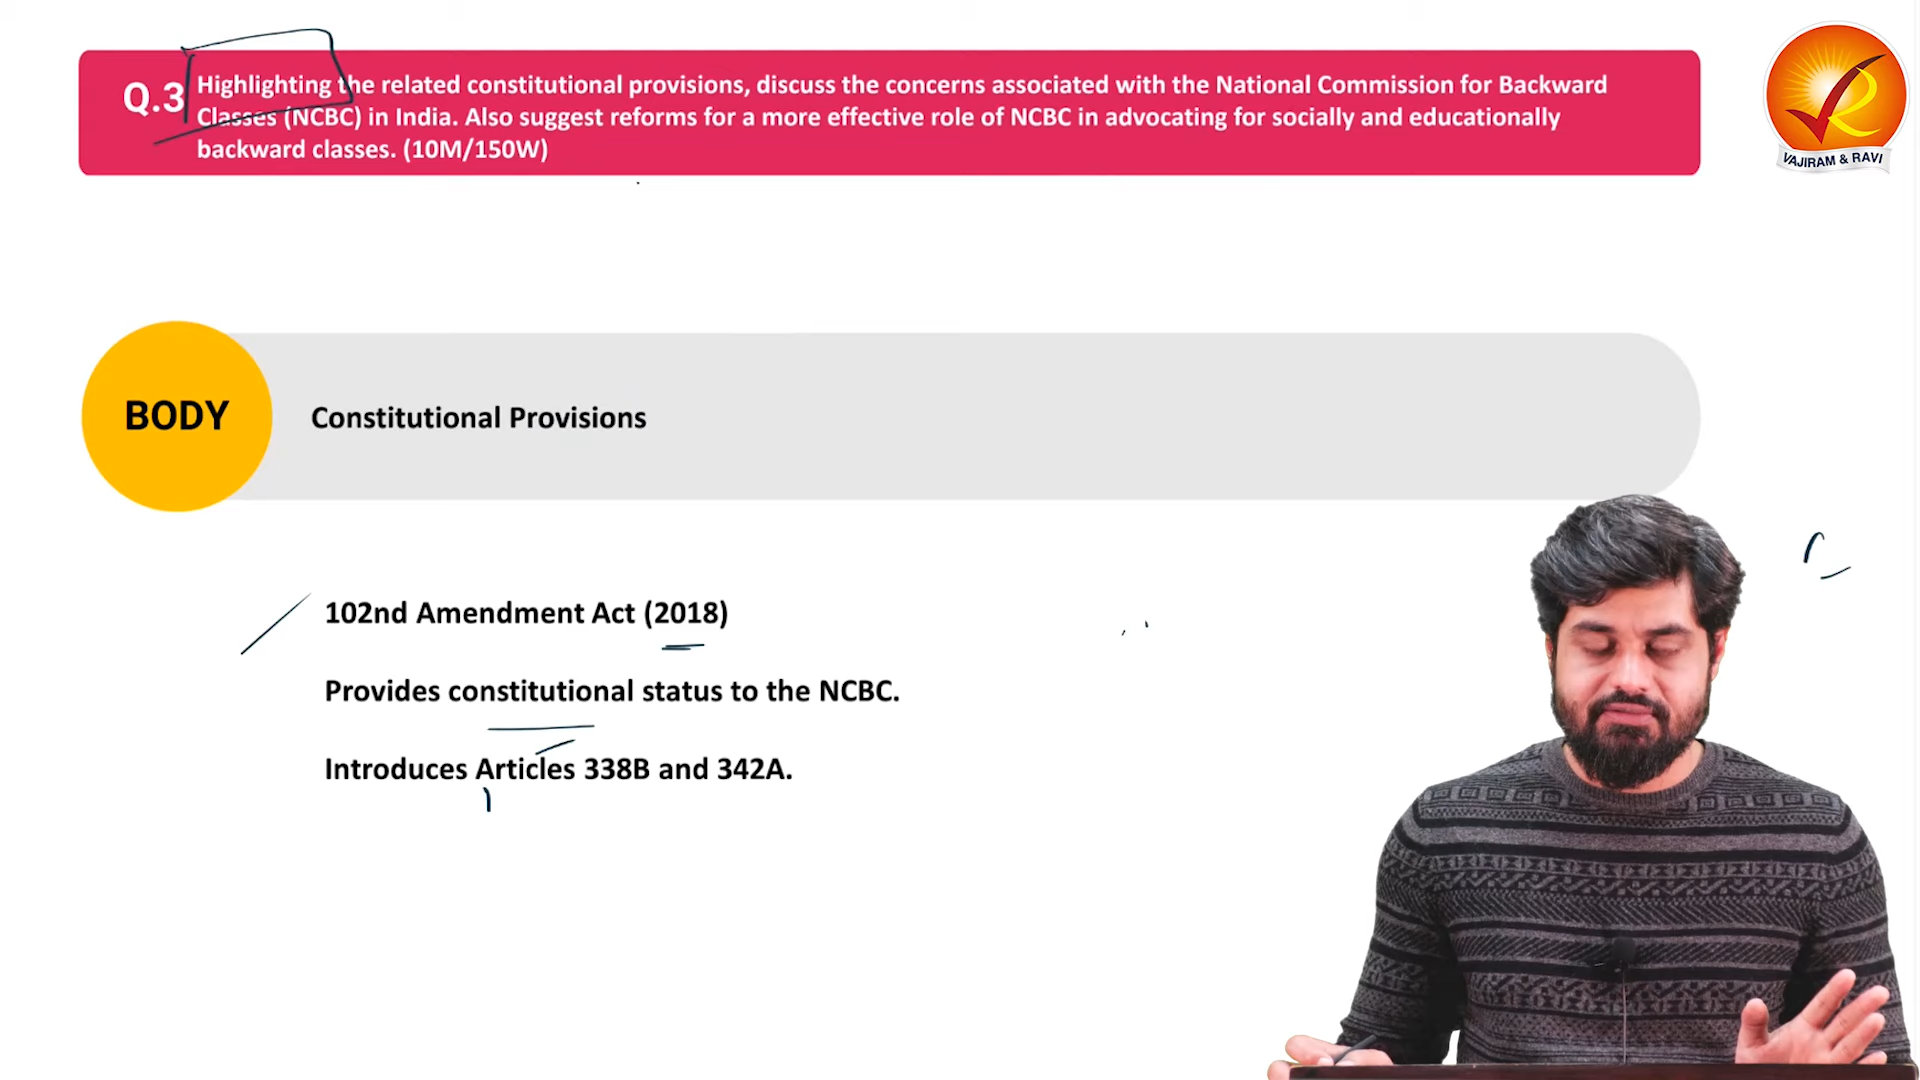 Q.3 Highlighting the related constitutional provisions, discuss the concerns associated with the National Commission for Backward
Classes (NCBC) in India. Also suggest reforms for a more effective role of NCBC in advocating for socially and educationally
backward classes. (10M/150W)
VAJIRAM & RAVI
BODY
Constitutional Provisions
102nd Amendment Act (2018)
Provides constitutional status to the NCBC.
Introduces Articles 338B and 342A.